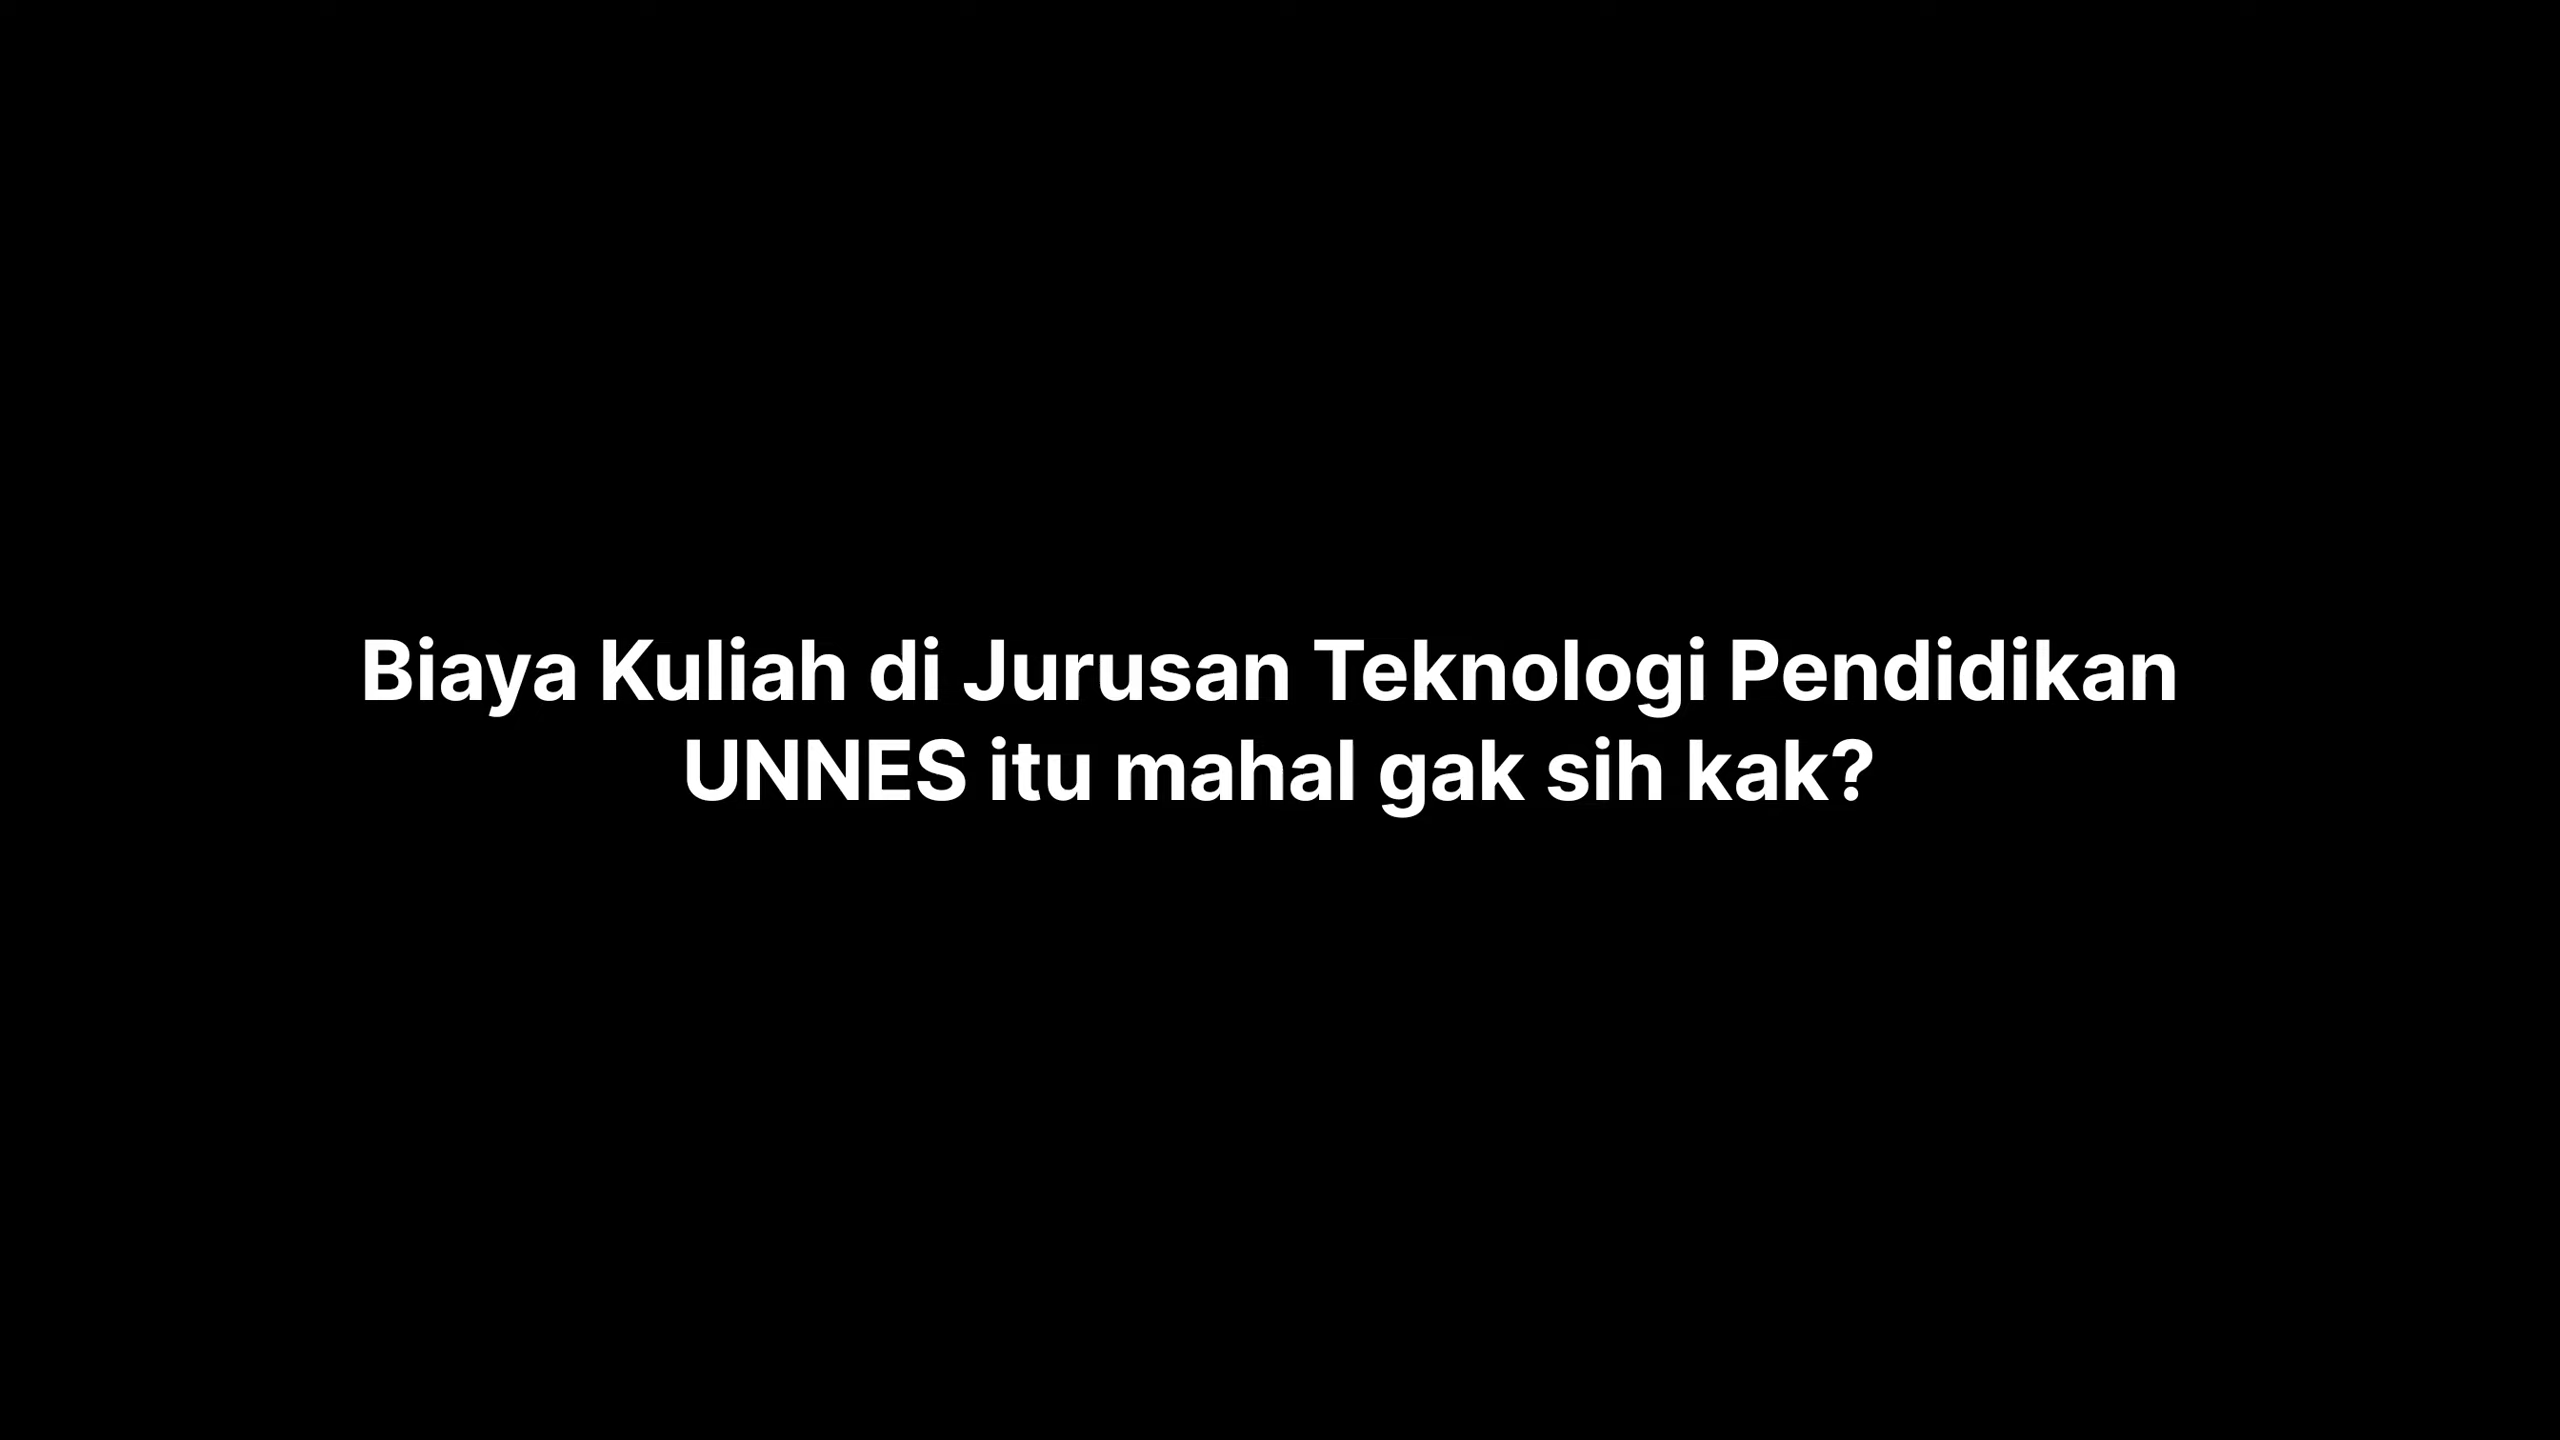 Biaya Kuliah di Jurusan Teknologi Pendidikan
UNNES itu mahal gak sih kak?